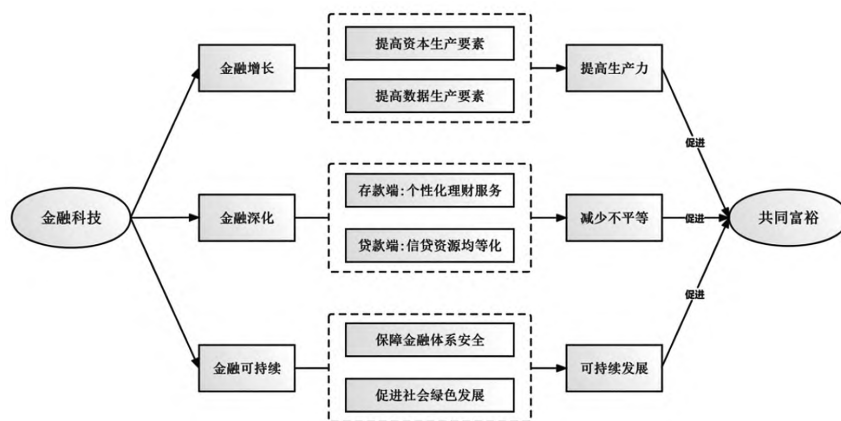 提高资本生产要素
金融增长
提高生产力
提高数据生产要素
促进
存款端:个性化理财服务
金融科技
金融深化
减少不平等
促进
共同富裕
贷款端:信贷资源均等化
促进
保障金融体系安全
金融可持续
可持续发展
促进社会绿色发展